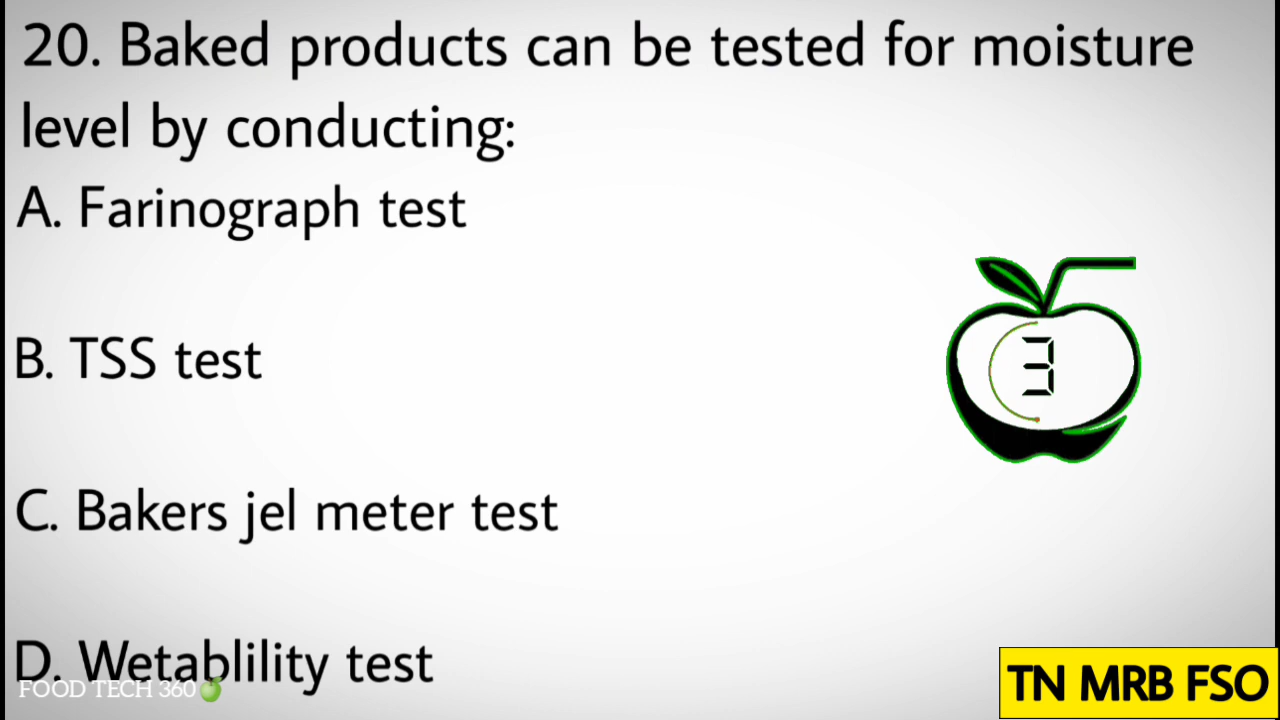 20. Baked products can be tested for moisture
level by conducting:
A. Farinograph test
3
B. TSS test
C. Bakers jel meter test
D. Wetablility test
FOOD TECH 360
TN MRB FSO